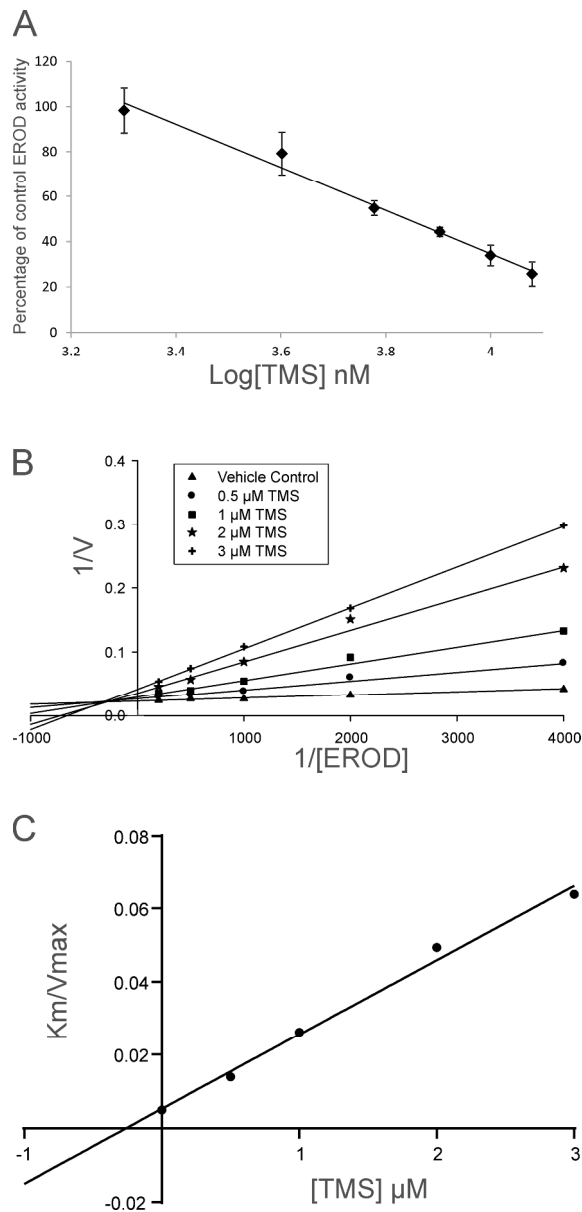 A
Percentage of control EROD activity
120
100
80
60
40
20
0
3.2
3.4
3.6
3.8
4
Log[TMS] nM
B
0.4
0.3
0.2
0.1
0.0
1/V
Vehicle Control
0.5 µM TMS
1 µM TMS
2 µM TMS
3 µM TMS
-1000
1000
2000
3000
4000
1/[EROD]
C
0.08
0.06
0.04
0.02
-0.02
Km/Vmax
-1
1
2
3
[TMS] µM